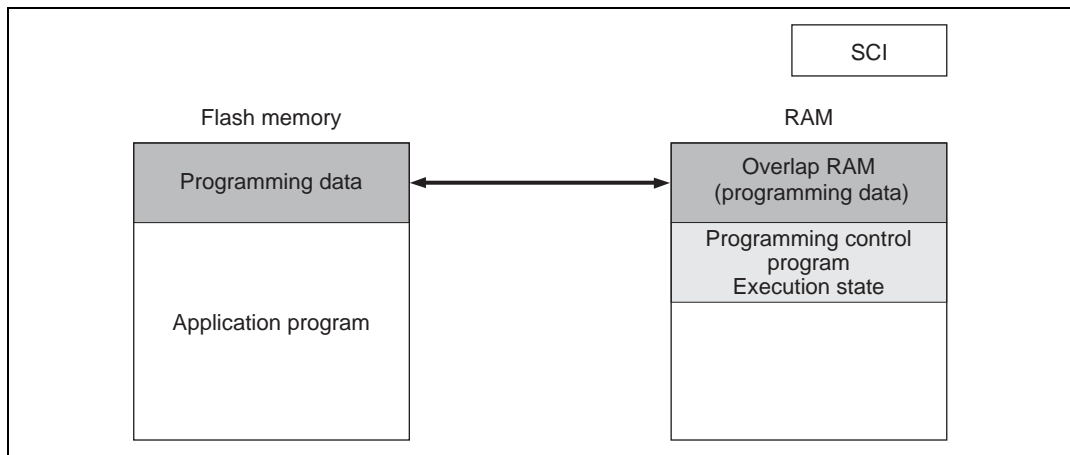 SCI
Flash memory
RAM
Programming data
Overlap RAM
(programming data)
Programming control
program
Execution state
Application program